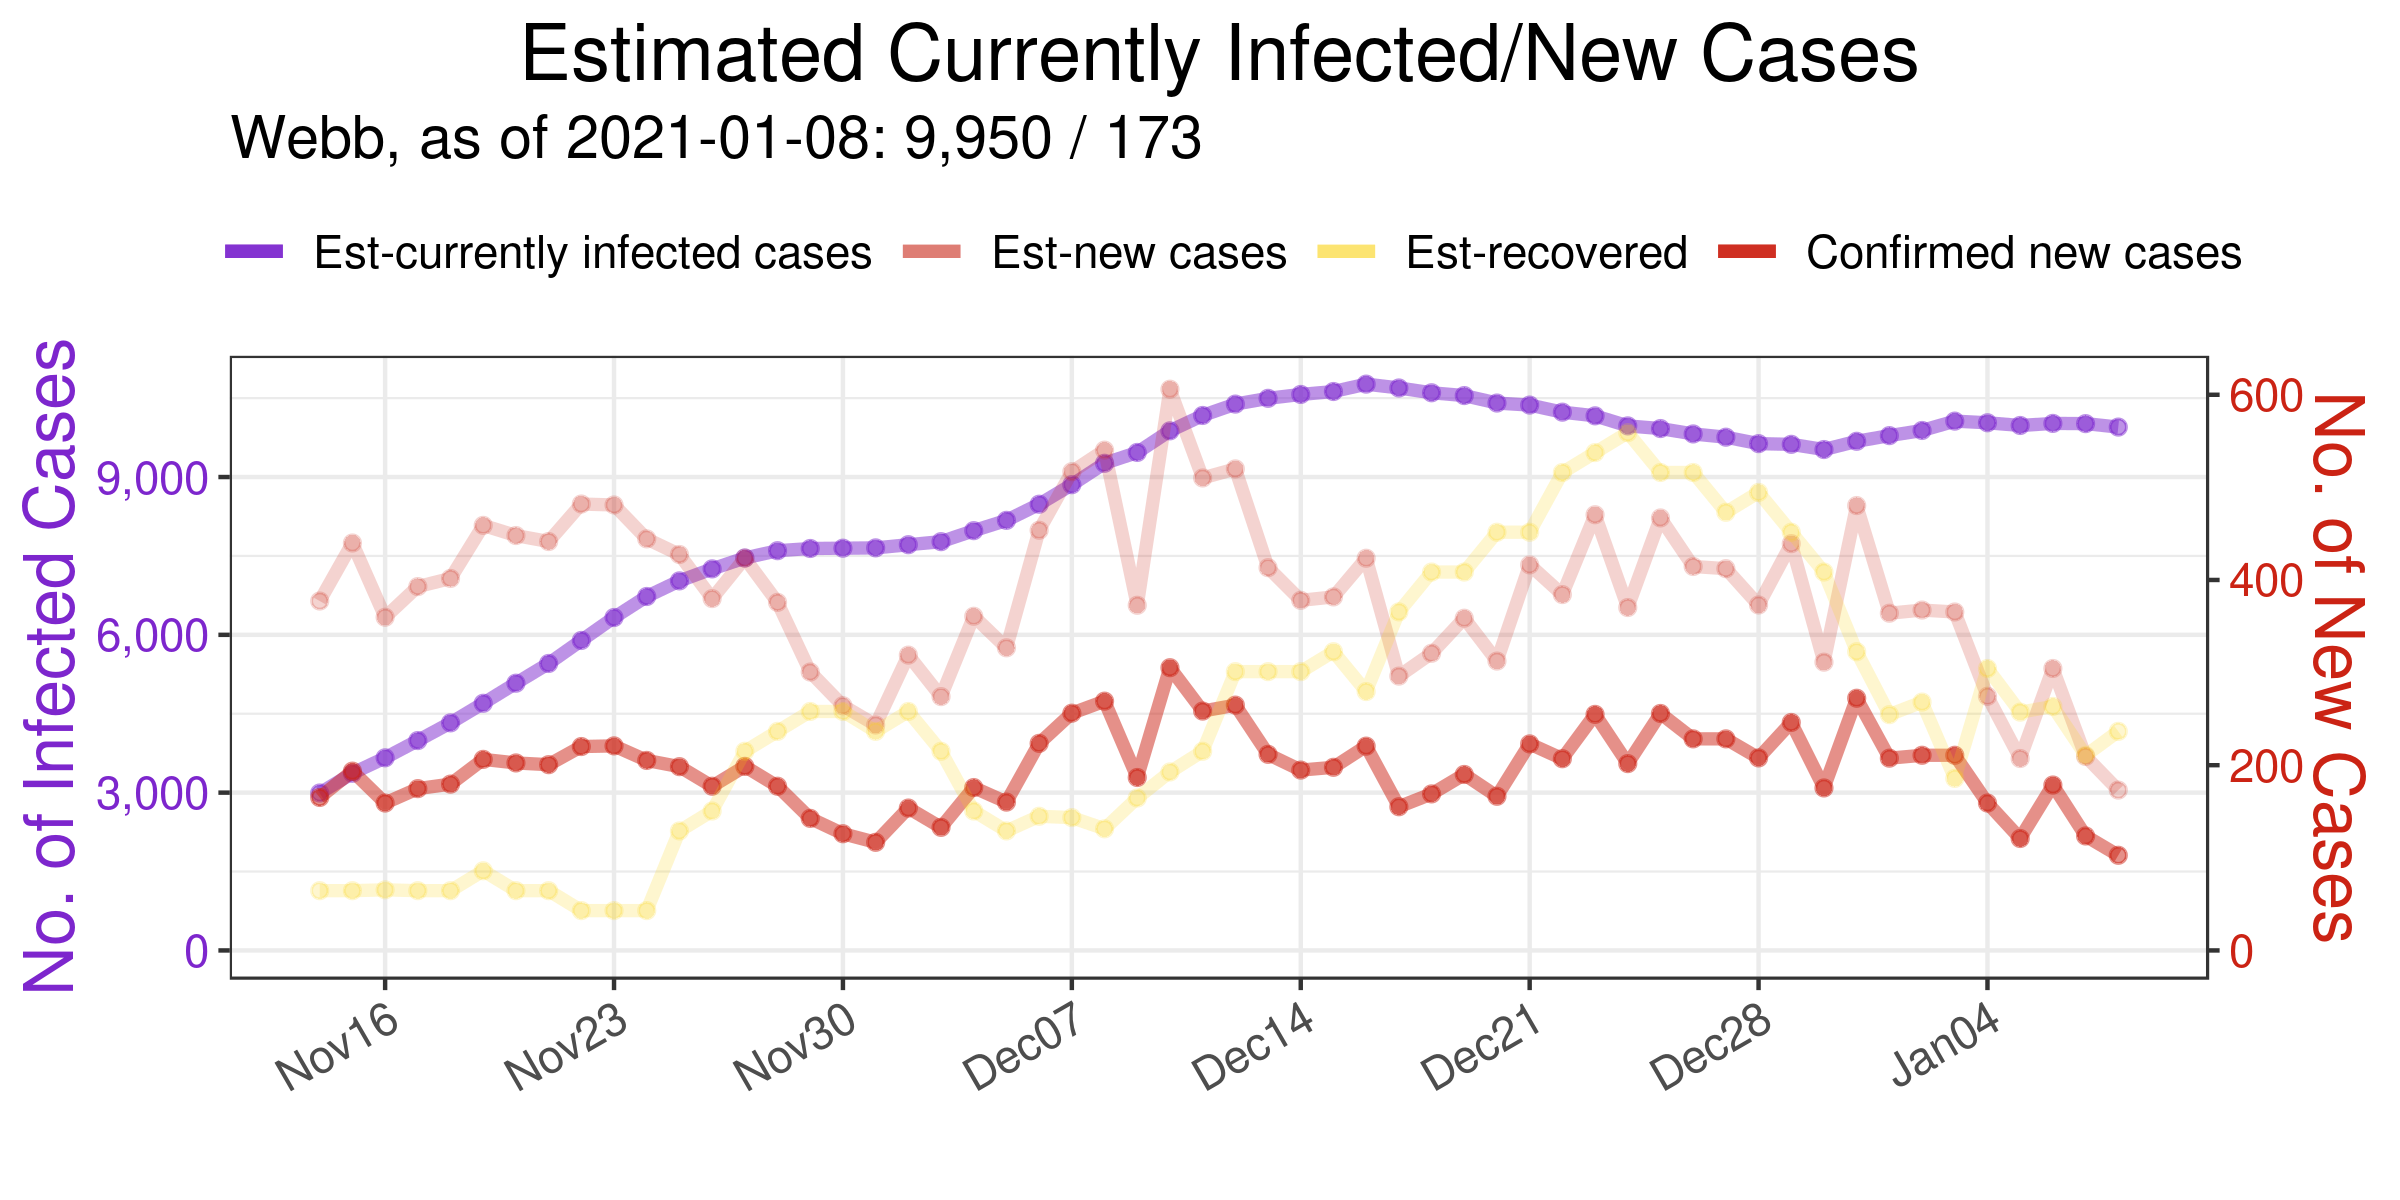 Estimated Currently Infected/New Cases
Webb, as of 2021-01-08: 9,950 / 173
Est-currently infected cases Est-new cases Est-recovered Confirmed new cases
No. of Infected Cases
9,000
6,000
3,000
0
600
400
200
0
No. of New Cases
Nov16 Nov23 Nov30 Dec07 Dec14 Dec21 Dec28 Jan04